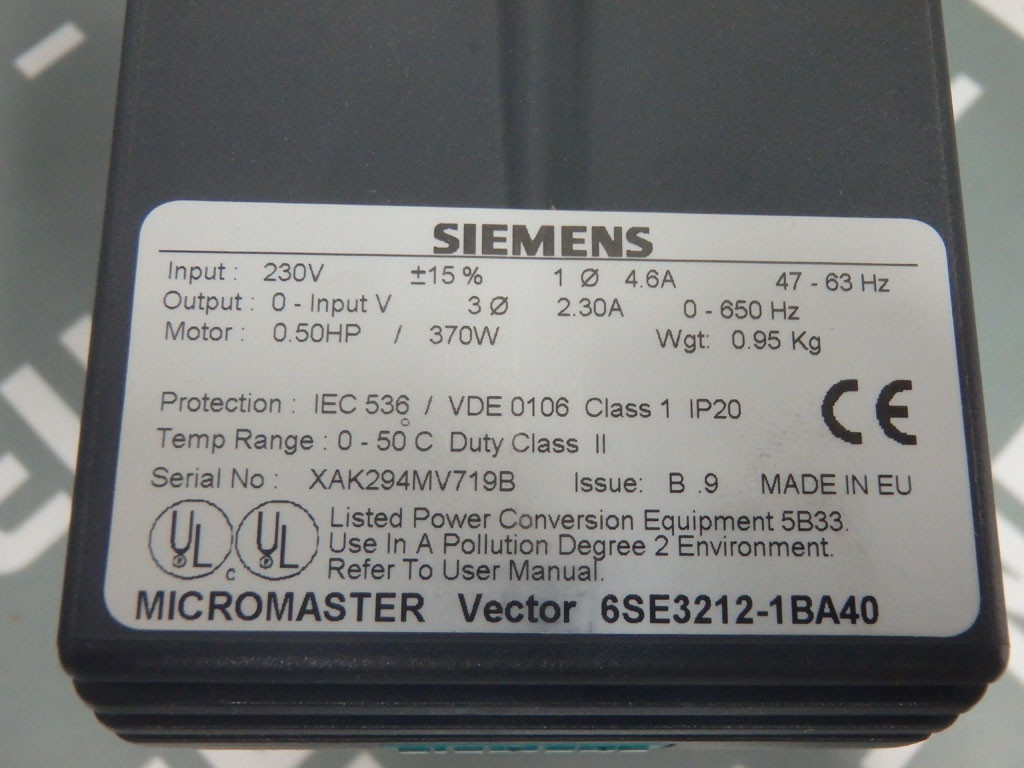 SIEMENS
Input : 230V ±15 % 1 Ø 4.6A 47 - 63 Hz
Output : 0 - Input V 3 Ø 2.30A 0 - 650 Hz
Motor : 0.50HP / 370W Wgt: 0.95 Kg
Protection : IEC 536 / VDE 0106 Class 1 IP20
CE
Temp Range : 0 - 50°C Duty Class II
Serial No : XAK294MV719B Issue: B .9 MADE IN EU
UL c UL
Listed Power Conversion Equipment 5B33.
Use In A Pollution Degree 2 Environment.
Refer To User Manual.
MICROMASTER Vector 6SE3212-1BA40